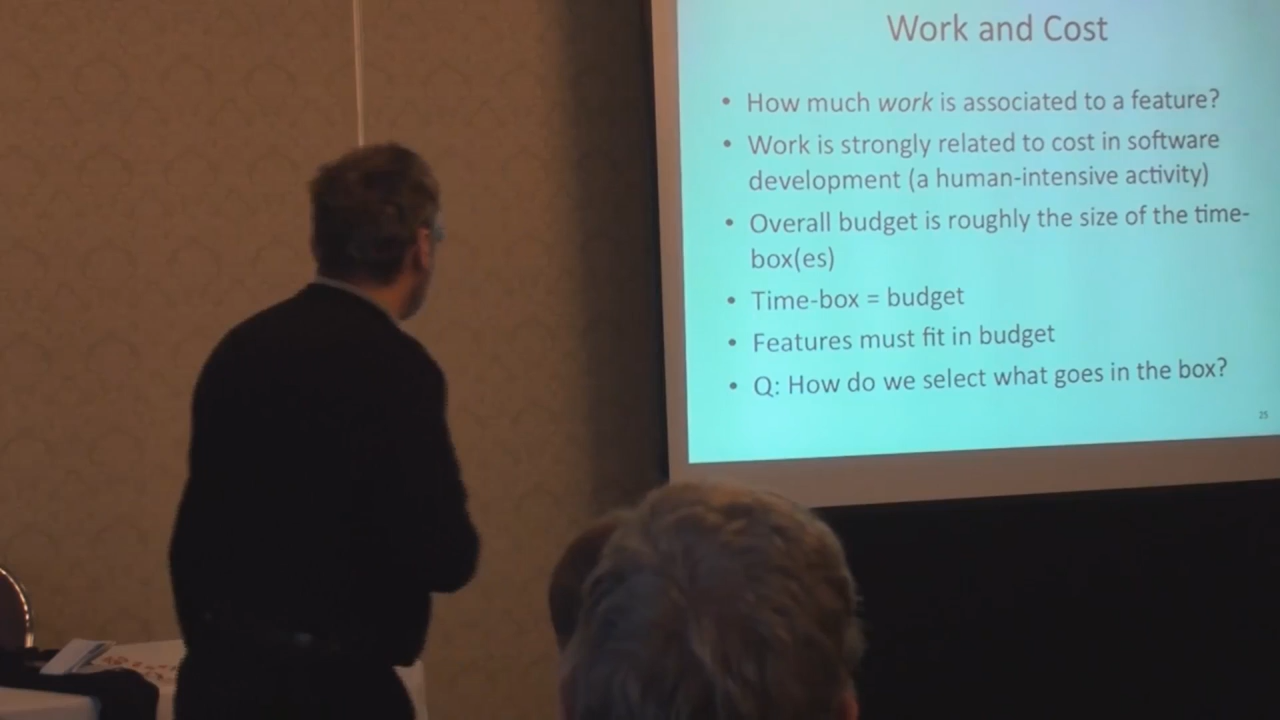 Work and Cost
• How much work is associated to a feature?
• Work is strongly related to cost in software
development (a human-intensive activity)
• Overall budget is roughly the size of the time-
box(es)
• Time-box = budget
• Features must fit in budget
• Q: How do we select what goes in the box?
25